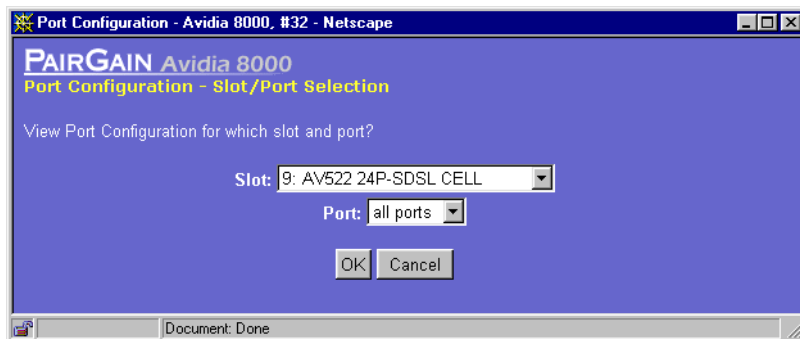 Port Configuration - Avidia 8000, #32 - Netscape
PAIRGAIN Avidia 8000
Port Configuration - Slot/Port Selection
View Port Configuration for which slot and port?
Slot: 9: AV522 24P-SDSL CELL
Port: all ports
OK Cancel
Document: Done